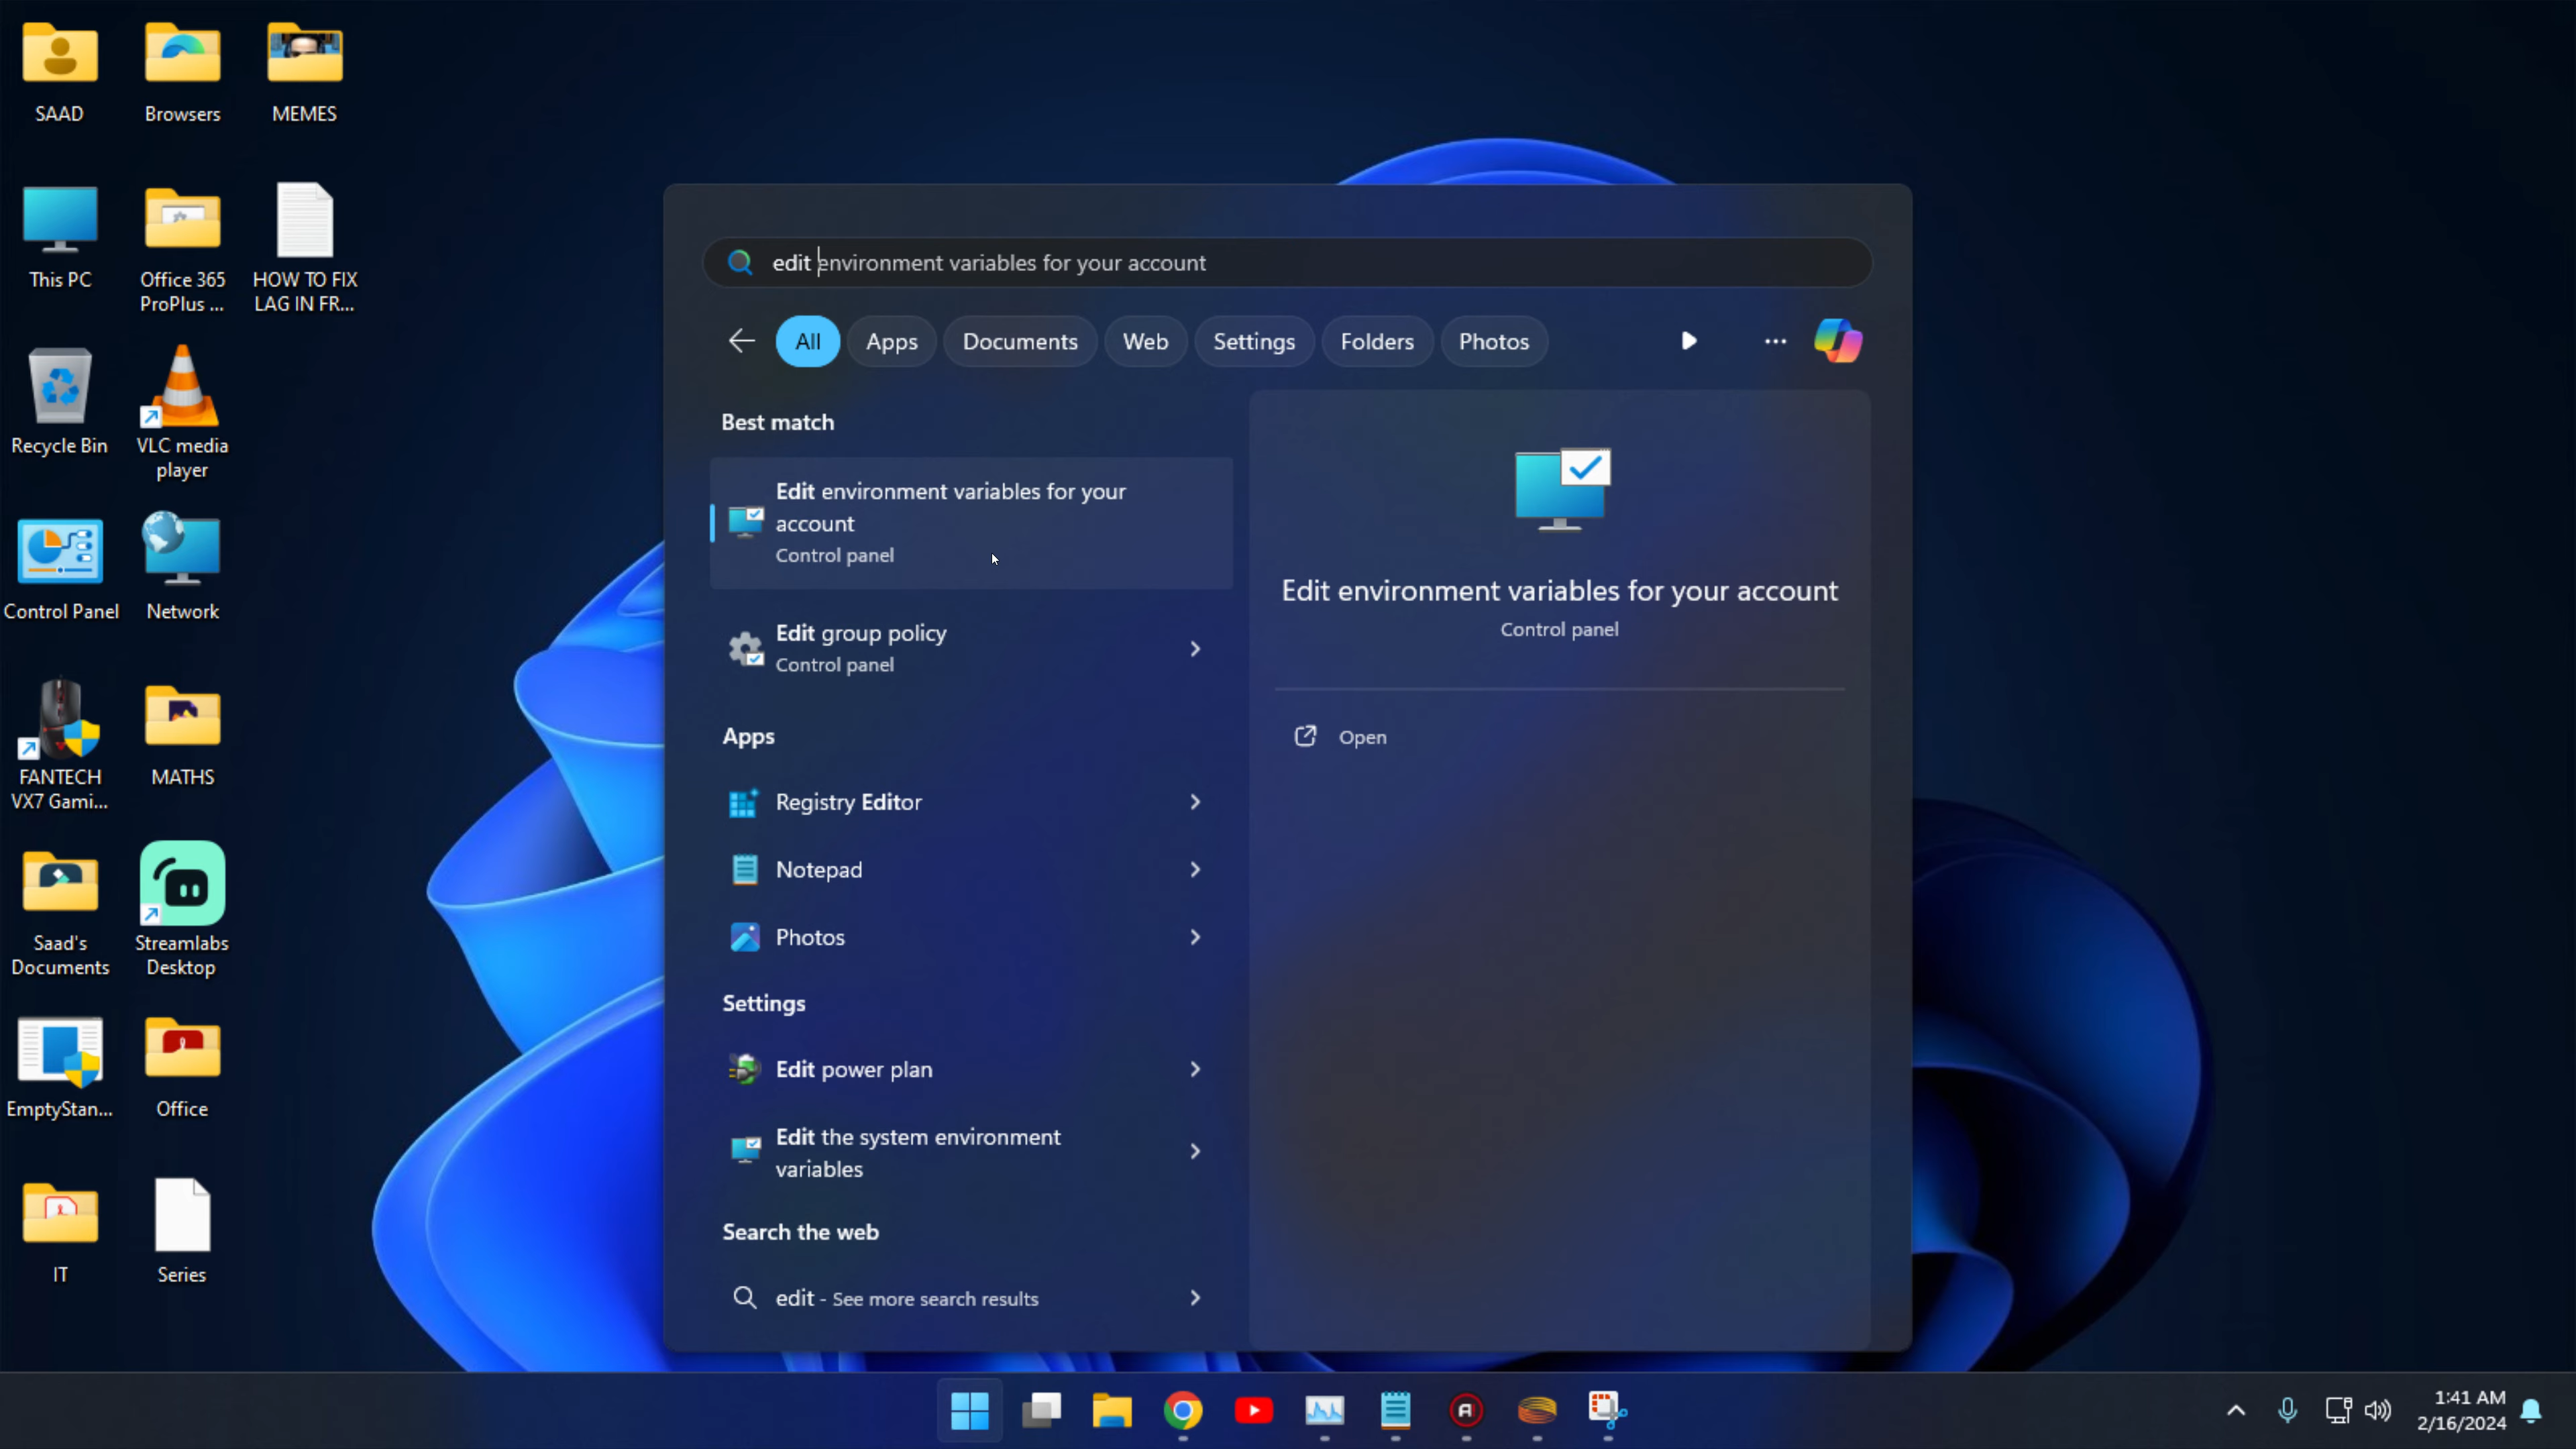 SAAD
Browsers
MEMES
This PC
Office 365
ProPlus ...
HOW TO FIX
LAG IN FR...
Recycle Bin
VLC media
player
Control Panel
Network
FANTECH
VX7 Gami...
MATHS
Saad's
Documents
Streamlabs
Desktop
EmptyStan...
Office
IT
Series
edit environment variables for your account
All
Apps
Documents
Web
Settings
Folders
Photos
Best match
Edit environment variables for your
account
Control panel
Edit group policy
Control panel
Apps
Registry Editor
Notepad
Photos
Settings
Edit power plan
Edit the system environment
variables
Search the web
edit - See more search results
Edit environment variables for your account
Control panel
Open
1:41 AM
2/16/2024